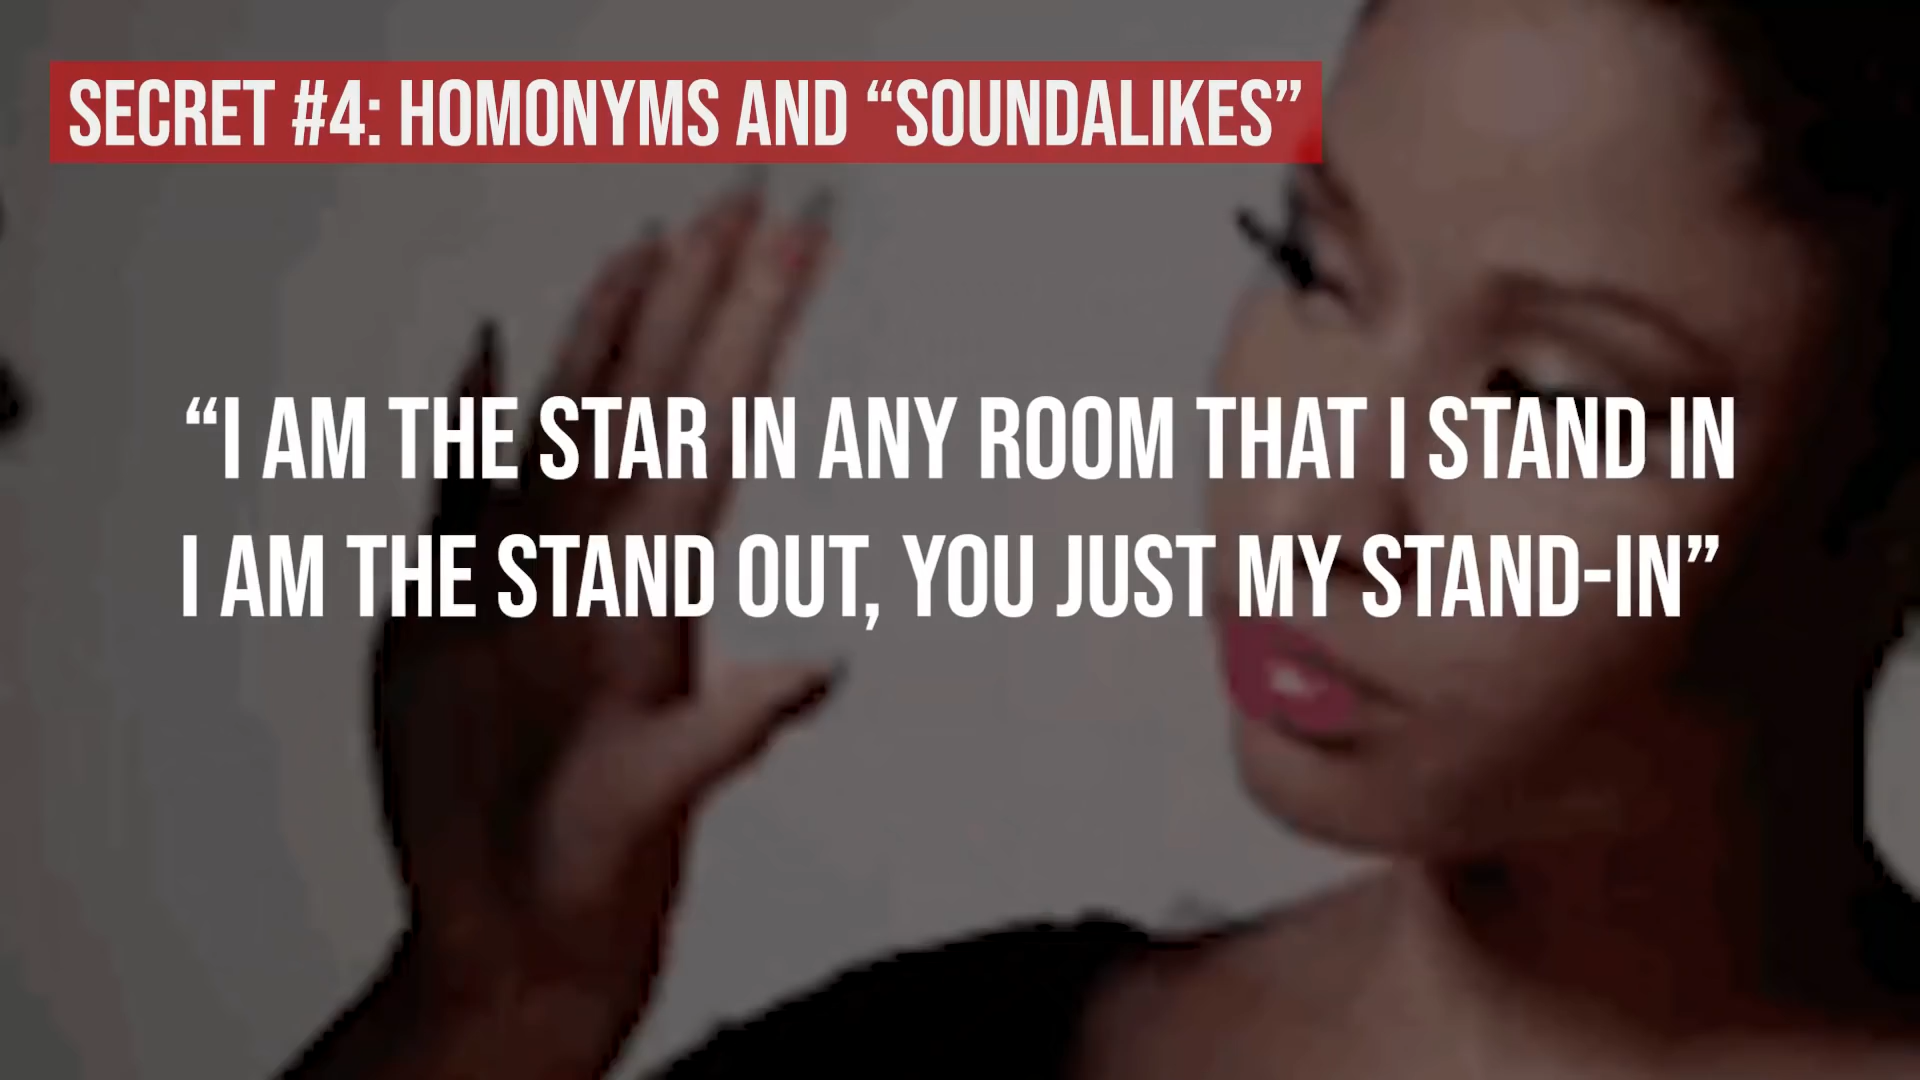 SECRET #4: HOMONYMS AND “SOUNDALIKES”
“I AM THE STAR IN ANY ROOM THAT I STAND IN
I AM THE STAND OUT, YOU JUST MY STAND-IN”